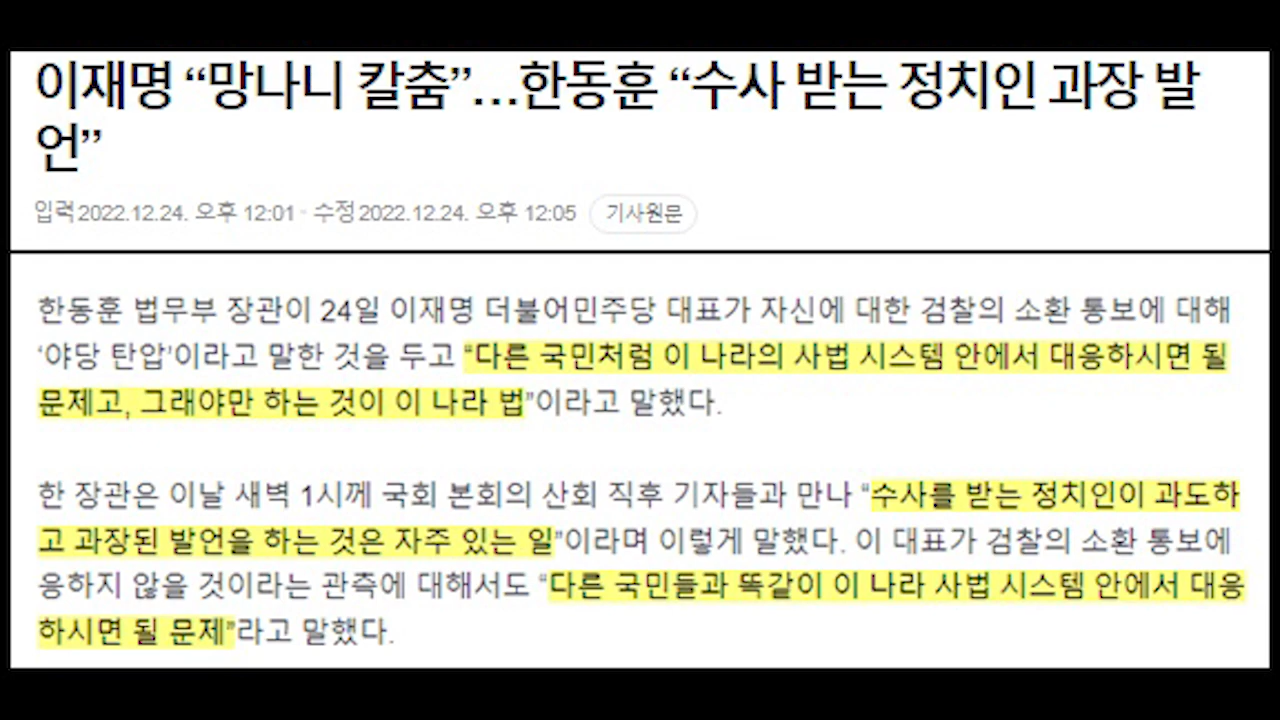 이재명 “망나니 칼춤”…한동훈 “수사 받는 정치인 과장 발
언”
입력 2022.12.24. 오후 12:01 · 수정 2022.12.24. 오후 12:05 기사원문
한동훈 법무부 장관이 24일 이재명 더불어민주당 대표가 자신에 대한 검찰의 소환 통보에 대해
‘야당 탄압’이라고 말한 것을 두고 “다른 국민처럼 이 나라의 사법 시스템 안에서 대응하시면 될
문제고, 그래야만 하는 것이 이 나라 법”이라고 말했다.
한 장관은 이날 새벽 1시께 국회 본회의 산회 직후 기자들과 만나 “수사를 받는 정치인이 과도하
고 과장된 발언을 하는 것은 자주 있는 일”이라며 이렇게 말했다. 이 대표가 검찰의 소환 통보에
응하지 않을 것이라는 관측에 대해서도 “다른 국민들과 똑같이 이 나라 사법 시스템 안에서 대응
하시면 될 문제”라고 말했다.